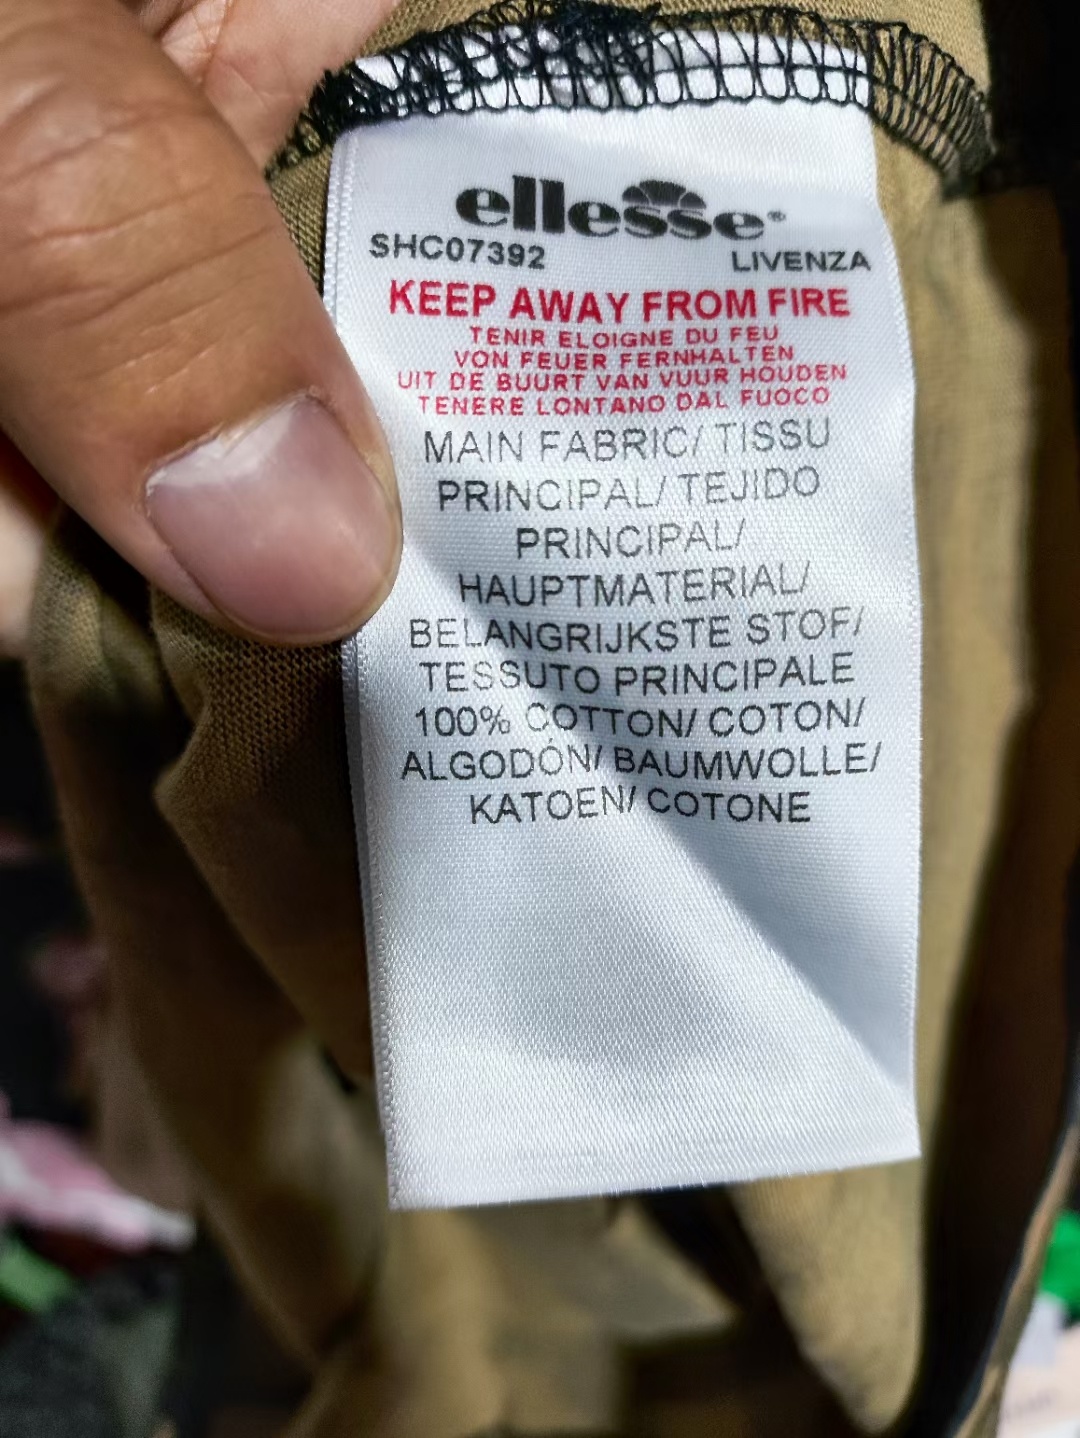 ellesse®
SHC07392 LIVENZA
KEEP AWAY FROM FIRE
TENIR ELOIGNE DU FEU
VON FEUER FERNHALTEN
UIT DE BUURT VAN VUUR HOUDEN
TENERE LONTANO DAL FUOCO
MAIN FABRIC/ TISSU
PRINCIPAL/ TEJIDO
PRINCIPAL/
HAUPTMATERIAL/
BELANGRIJKSTE STOF/
TESSUTO PRINCIPALE
100% COTTON/ COTON/
ALGODÓN/ BAUMWOLLE/
KATOEN/ COTONE